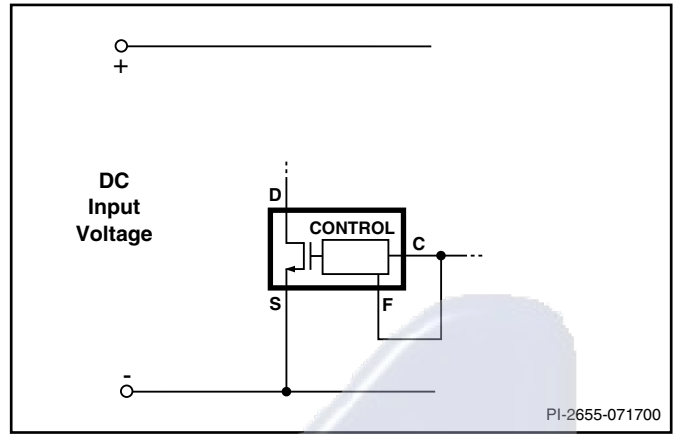 +
DC
Input
Voltage
D
CONTROL
C
S
F
-
PI-2655-071700